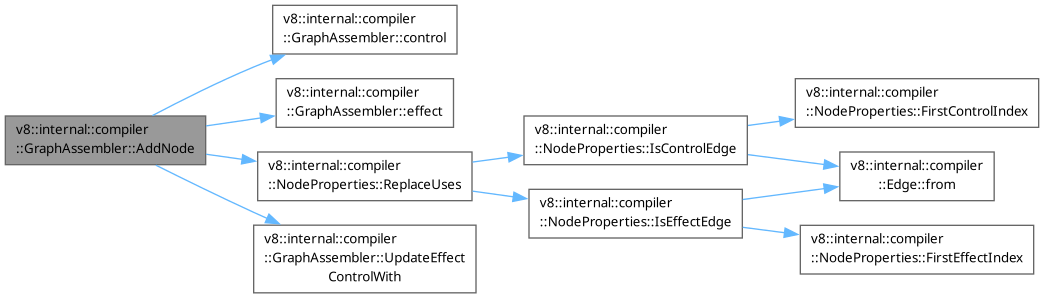 v8::internal::compiler
::GraphAssembler::AddNode
v8::internal::compiler
::GraphAssembler::control
v8::internal::compiler
::GraphAssembler::effect
v8::internal::compiler
::NodeProperties::ReplaceUses
v8::internal::compiler
::GraphAssembler::UpdateEffect
ControlWith
v8::internal::compiler
::NodeProperties::IsControlEdge
v8::internal::compiler
::NodeProperties::IsEffectEdge
v8::internal::compiler
::NodeProperties::FirstControlIndex
v8::internal::compiler
::Edge::from
v8::internal::compiler
::NodeProperties::FirstEffectIndex